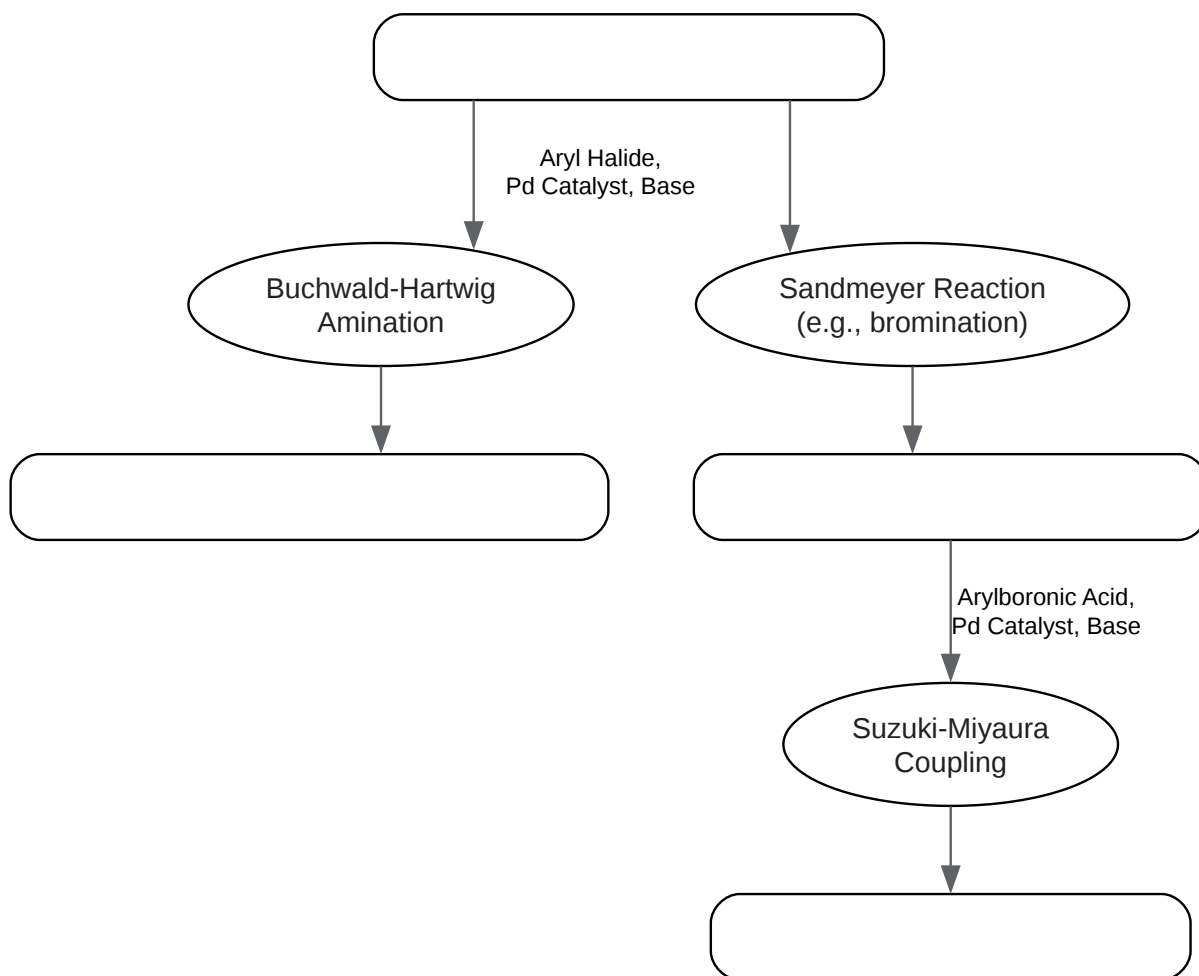 Aryl Halide,
Pd Catalyst, Base
Buchwald-Hartwig
Amination
Sandmeyer Reaction
(e.g., bromination)
Arylboronic Acid,
Pd Catalyst, Base
Suzuki-Miyaura
Coupling